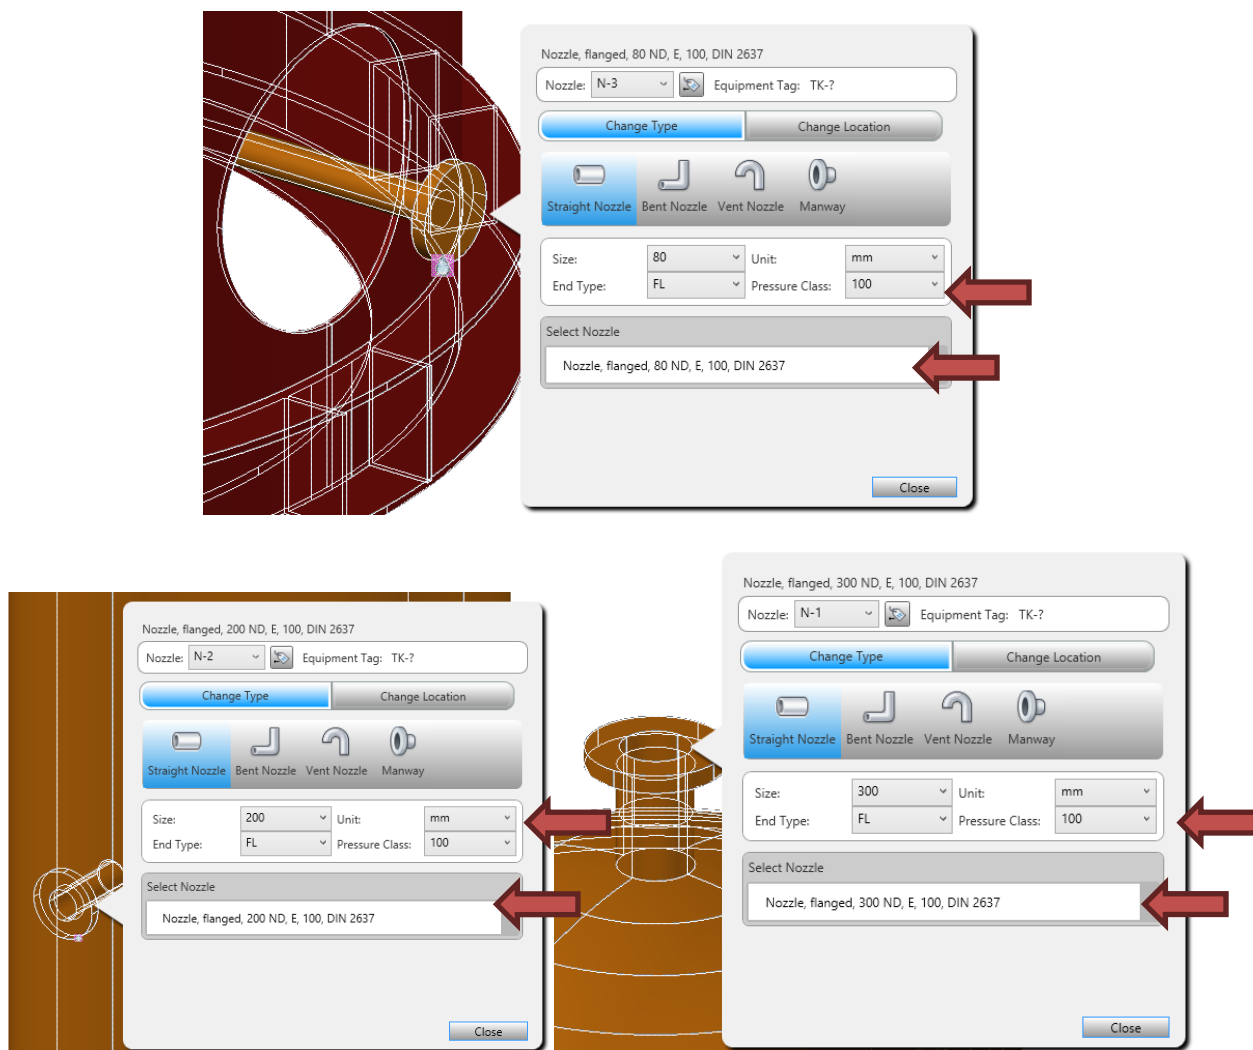 Nozzle, flanged, 80 ND, E, 100, DIN 2637
Nozzle: N-3 Equipment Tag: TK-?
Change Type Change Location
Straight Nozzle Bent Nozzle Vent Nozzle Manway
Size: 80 Unit: mm
End Type: FL Pressure Class: 100
Select Nozzle
Nozzle, flanged, 80 ND, E, 100, DIN 2637
Close
Nozzle, flanged, 200 ND, E, 100, DIN 2637
Nozzle: N-2 Equipment Tag: TK-?
Change Type Change Location
Straight Nozzle Bent Nozzle Vent Nozzle Manway
Size: 200 Unit: mm
End Type: FL Pressure Class: 100
Select Nozzle
Nozzle, flanged, 200 ND, E, 100, DIN 2637
Close
Nozzle, flanged, 300 ND, E, 100, DIN 2637
Nozzle: N-1 Equipment Tag: TK-?
Change Type Change Location
Straight Nozzle Bent Nozzle Vent Nozzle Manway
Size: 300 Unit: mm
End Type: FL Pressure Class: 100
Select Nozzle
Nozzle, flanged, 300 ND, E, 100, DIN 2637
Close